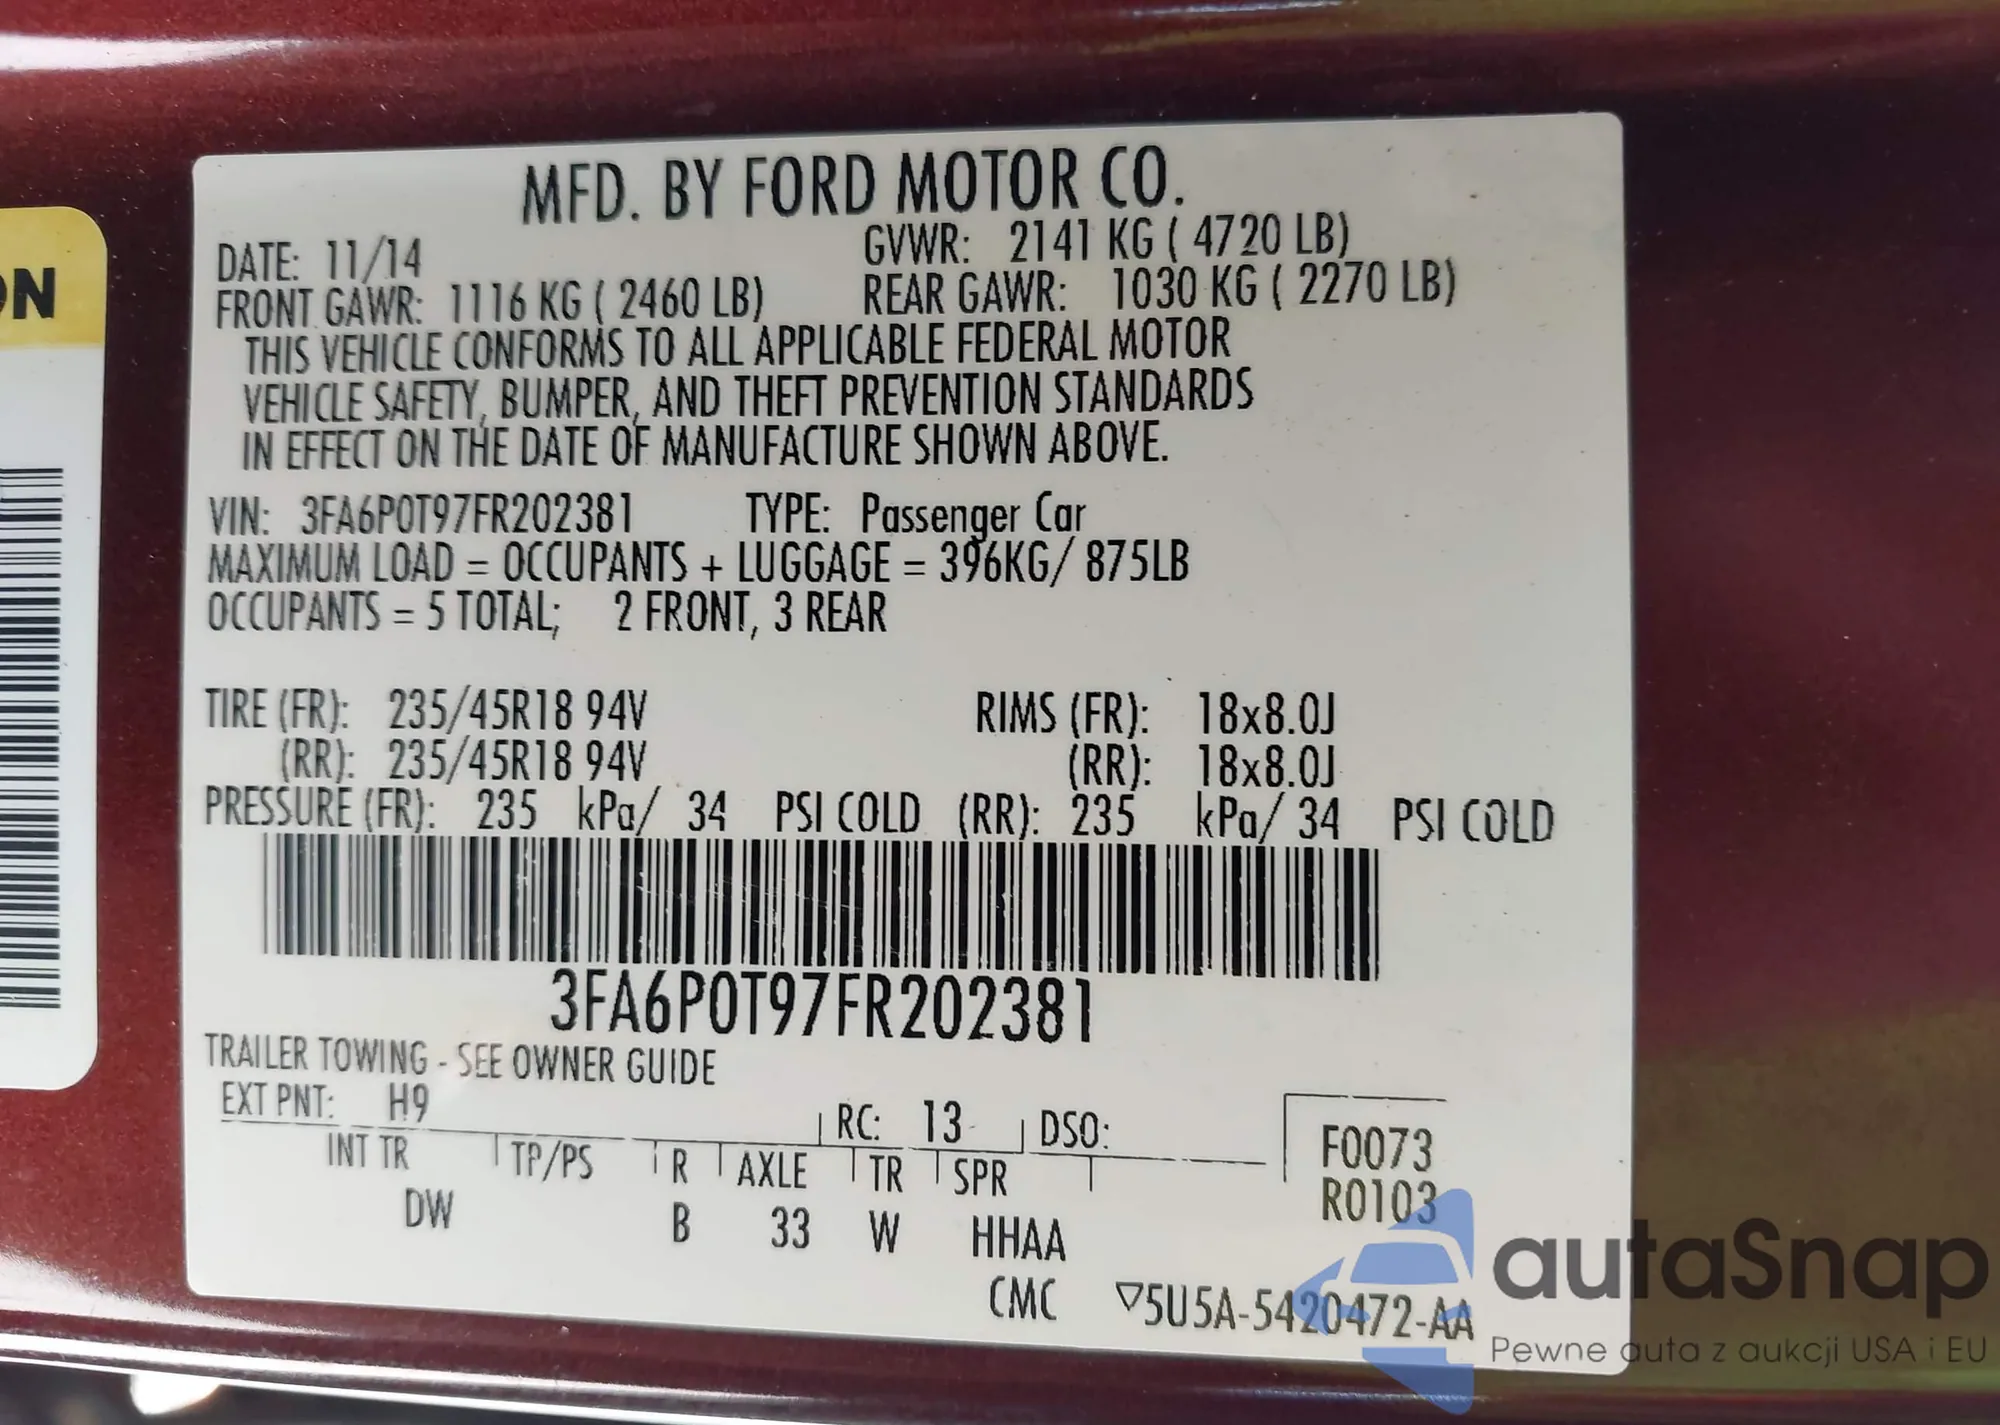 MFD. BY FORD MOTOR CO.
DATE: 11/14 GVWR: 2141 KG ( 4720 LB)
FRONT GAWR: 1116 KG ( 2460 LB) REAR GAWR: 1030 KG ( 2270 LB)
THIS VEHICLE CONFORMS TO ALL APPLICABLE FEDERAL MOTOR
VEHICLE SAFETY, BUMPER, AND THEFT PREVENTION STANDARDS
IN EFFECT ON THE DATE OF MANUFACTURE SHOWN ABOVE.
VIN: 3FA6P0T97FR202381 TYPE: Passenger Car
MAXIMUM LOAD = OCCUPANTS + LUGGAGE = 396KG/ 875LB
OCCUPANTS = 5 TOTAL; 2 FRONT, 3 REAR
TIRE (FR): 235/45R18 94V RIMS (FR): 18x8.0J
(RR): 235/45R18 94V (RR): 18x8.0J
PRESSURE (FR): 235 kPa/ 34 PSI COLD (RR): 235 kPa/ 34 PSI COLD
3FA6P0T97FR202381
TRAILER TOWING - SEE OWNER GUIDE
EXT PNT: H9 RC: 13 DSO:
INT TR TP/PS R AXLE TR SPR
DW B 33 W HHAA
F0073
R0103
CMC ▽5U5A-5420472-AA
ON
autaSnap
Pewne auta z aukcji USA i EU